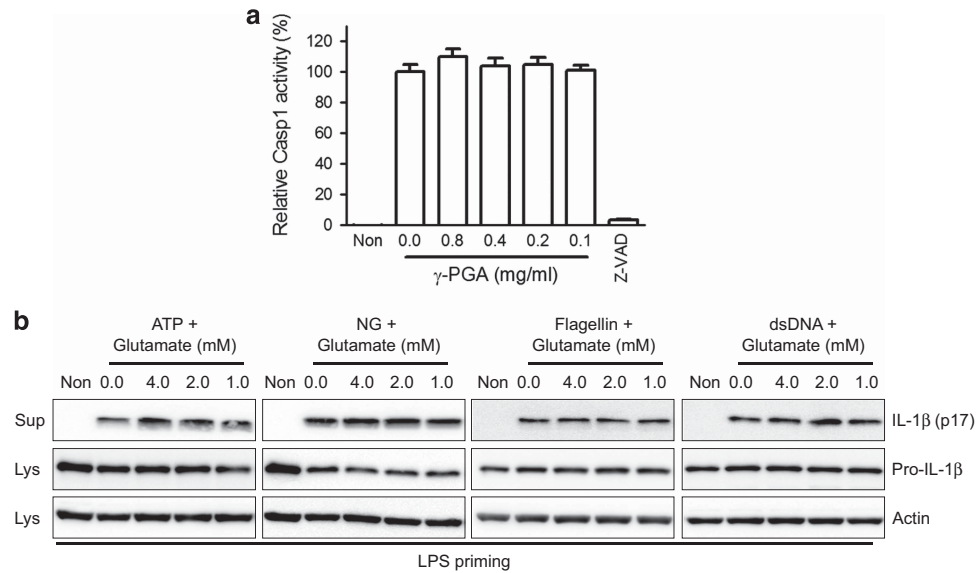 a
Relative Casp1 activity (%)
120
100
80
60
40
20
0
Non 0.0 0.8 0.4 0.2 0.1 Z-VAD
γ-PGA (mg/ml)
b
ATP + Glutamate (mM)
NG + Glutamate (mM)
Flagellin + Glutamate (mM)
dsDNA + Glutamate (mM)
Non 0.0 4.0 2.0 1.0 Non 0.0 4.0 2.0 1.0 Non 0.0 4.0 2.0 1.0 Non 0.0 4.0 2.0 1.0
Sup IL-1β (p17)
Lys Pro-IL-1β
Lys Actin
LPS priming